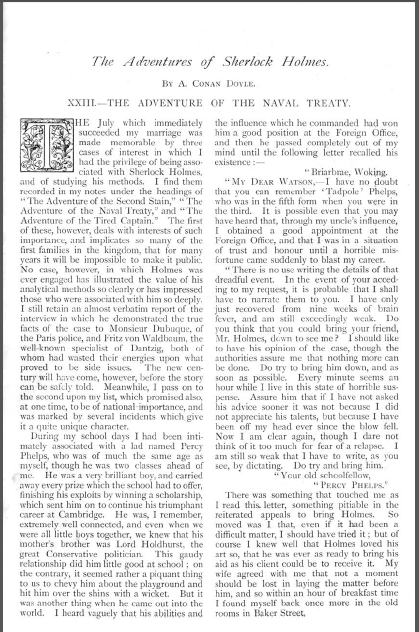 The Adventures of Sherlock Holmes.
BY A. CONAN DOYLE.
XXIII.—THE ADVENTURE OF THE NAVAL TREATY.
THE July which immediately
succeeded my marriage was
made memorable by three
cases of interest in which I
had the privilege of being asso-
ciated with Sherlock Holmes,
and of studying his methods. I find them
recorded in my notes under the headings of
"The Adventure of the Second Stain," "The
Adventure of the Naval Treaty," and "The
Adventure of the Tired Captain." The first
of these, however, deals with interests of such
importance, and implicates so many of the
first families in the kingdom, that for many
years it will be impossible to make it public.
No case, however, in which Holmes was
ever engaged has illustrated the value of his
analytical methods so clearly or has impressed
those who were associated with him so deeply.
I still retain an almost verbatim report of the
interview in which he demonstrated the true
facts of the case to Monsieur Dubuque, of
the Paris police, and Fritz von Waldbaum, the
well-known specialist of Dantzig, both of
whom had wasted their energies upon what
proved to be side issues. The new cen-
tury will have come, however, before the story
can be safely told. Meanwhile, I pass on to
the second upon my list, which promised also,
at one time, to be of national importance, and
was marked by several incidents which give
it a quite unique character.
During my school days I had been inti-
mately associated with a lad named Percy
Phelps, who was of much the same age as
myself, though he was two classes ahead of
me. He was a very brilliant boy, and carried
away every prize which the school had to offer,
finishing his exploits by winning a scholarship,
which sent him on to continue his triumphant
career at Cambridge. He was, I remember,
extremely well connected, and even when we
were all little boys together, we knew that his
mother's brother was Lord Holdhurst, the
great Conservative politician. This gaudy
relationship did him little good at school; on
the contrary, it seemed rather a piquant thing
to us to chevy him about the playground and
hit him over the shins with a wicket. But it
was another thing when he came out into the
world. I heard vaguely that his abilities and
the influence which he commanded had won
him a good position at the Foreign Office,
and then he passed completely out of my
mind until the following letter recalled his
existence:—
"Briarbrae, Woking.
"MY DEAR WATSON,—I have no doubt
that you can remember 'Tadpole' Phelps,
who was in the fifth form when you were in
the third. It is possible even that you may
have heard that, through my uncle's influence,
I obtained a good appointment at the
Foreign Office, and that I was in a situation
of trust and honour until a horrible mis-
fortune came suddenly to blast my career.
"There is no use writing the details of that
dreadful event. In the event of your acced-
ing to my request, it is probable that I shall
have to narrate them to you. I have only
just recovered from nine weeks of brain
fever, and am still exceedingly weak. Do
you think that you could bring your friend,
Mr. Holmes, down to see me? I should like
to have his opinion of the case, though the
authorities assure me that nothing more can
be done. Do try to bring him down, and as
soon as possible. Every minute seems an
hour while I live in this state of horrible sus-
pense. Assure him that if I have not asked
his advice sooner it was not because I did
not appreciate his talents, but because I have
been off my head ever since the blow fell.
Now I am clear again, though I dare not
think of it too much for fear of a relapse. I
am still so weak that I have to write, as you
see, by dictating. Do try and bring him.
"Your old schoolfellow,
"PERCY PHELPS."
There was something that touched me as
I read this letter, something pitiable in the
reiterated appeals to bring Holmes. So
moved was I that, even if it had been a
difficult matter, I should have tried it; but of
course I knew well that Holmes loved his
art so, that he was ever as ready to bring his
aid as his client could be to receive it. My
wife agreed with me that not a moment
should be lost in laying the matter before
him, and so within an hour of breakfast time
I found myself back once more in the old
rooms in Baker Street,